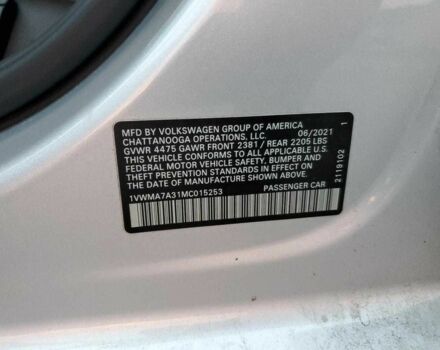 MFD BY VOLKSWAGEN GROUP OF AMERICA
CHATTANOOGA OPERATIONS, LLC. 06/2021 1
GVWR 4475 GAWR FRONT 2381 / REAR 2205 LBS
THIS VEHICLE CONFORMS TO ALL APPLICABLE U.S.
FEDERAL MOTOR VEHICLE SAFETY, BUMPER AND
THEFT PREVENTION STANDARDS IN EFFECT ON
THE DATE OF MANUFACTURE SHOWN ABOVE.
1VWMA7A31MC015253 PASSENGER CAR
2119102